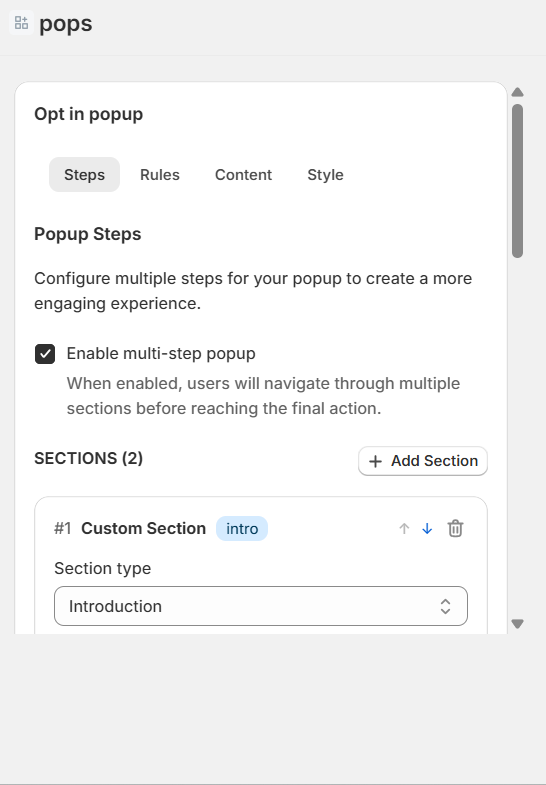 pops
Opt in popup
Steps Rules Content Style
Popup Steps
Configure multiple steps for your popup to create a more
engaging experience.
Enable multi-step popup
When enabled, users will navigate through multiple
sections before reaching the final action.
SECTIONS (2) Add Section
#1 Custom Section intro
Section type
Introduction